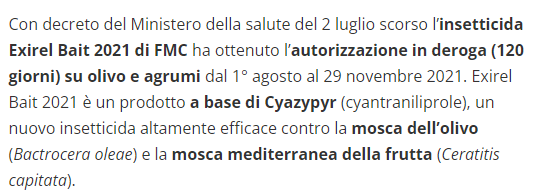 Con decreto del Ministero della salute del 2 luglio scorso l’insetticida
Exirel Bait 2021 di FMC ha ottenuto l’autorizzazione in deroga (120
giorni) su olivo e agrumi dal 1° agosto al 29 novembre 2021. Exirel
Bait 2021 è un prodotto a base di Cyazypyr (cyantraniliprole), un
nuovo insetticida altamente efficace contro la mosca dell’olivo
(Bactrocera oleae) e la mosca mediterranea della frutta (Ceratitis
capitata).